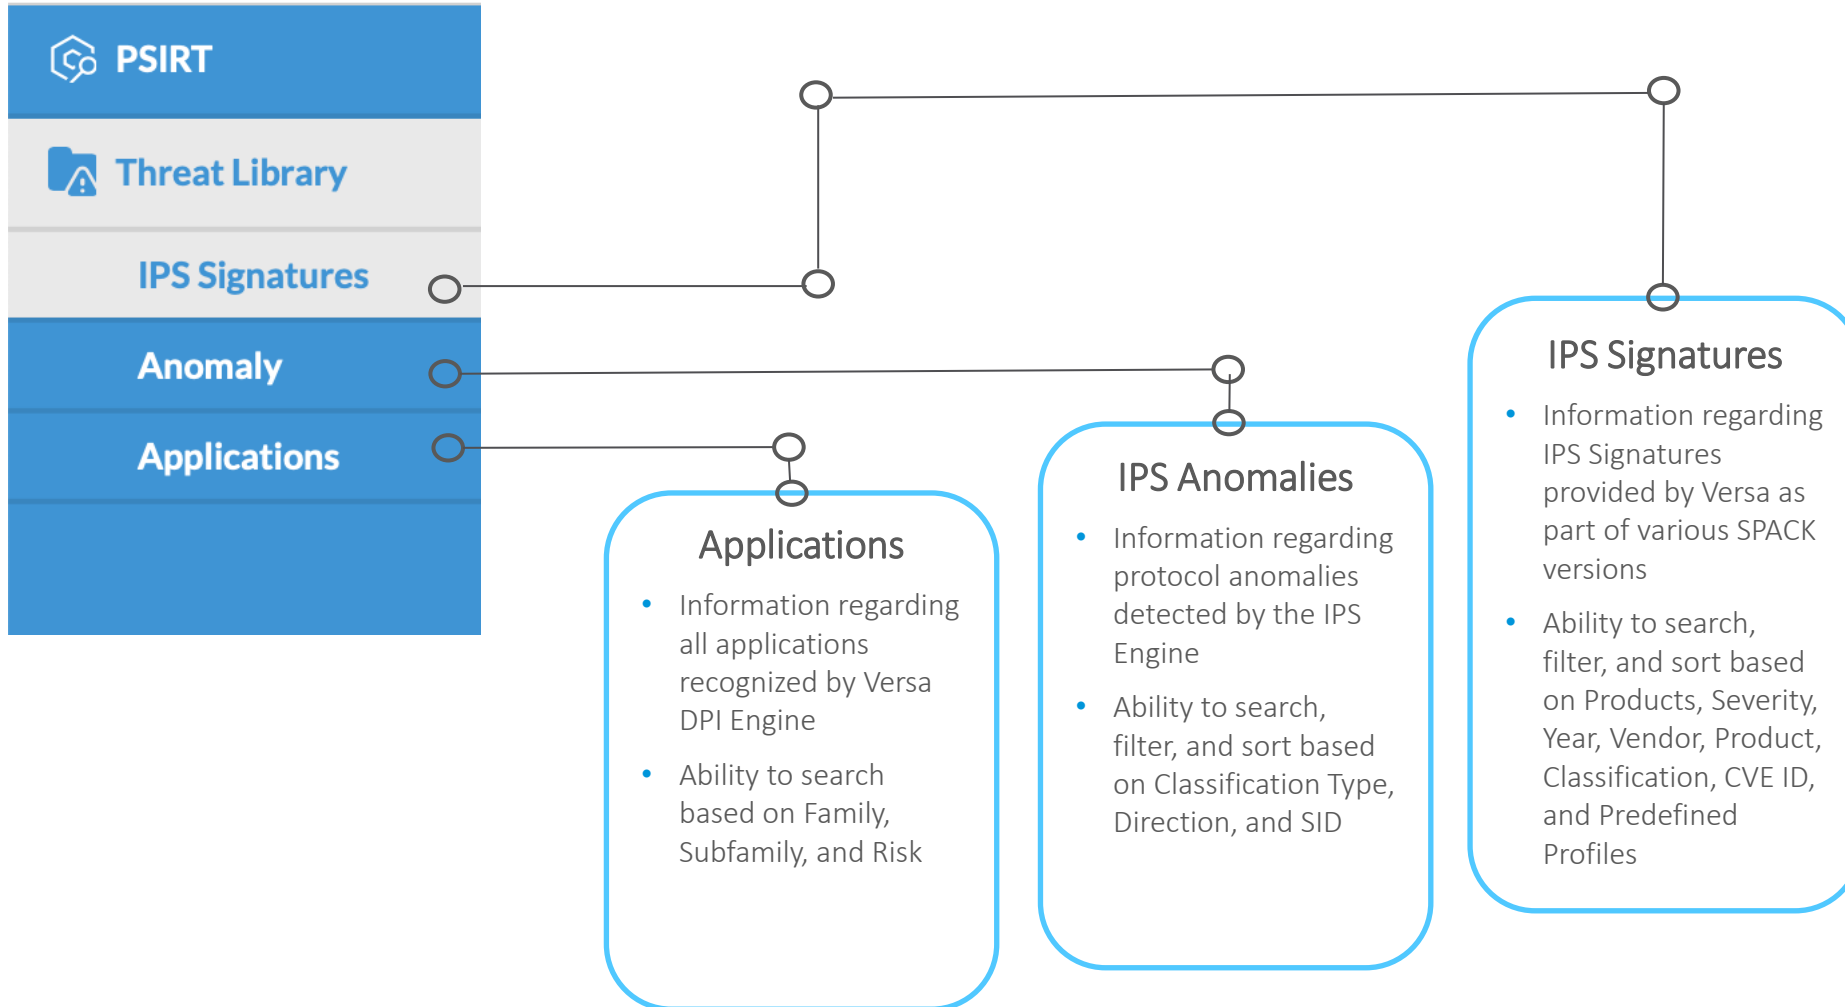 PSIRT
Threat Library
IPS Signatures
Anomaly
Applications
Applications
• Information regarding
all applications
recognized by Versa
DPI Engine
• Ability to search
based on Family,
Subfamily, and Risk
IPS Anomalies
• Information regarding
protocol anomalies
detected by the IPS
Engine
• Ability to search,
filter, and sort based
on Classification Type,
Direction, and SID
IPS Signatures
• Information regarding
IPS Signatures
provided by Versa as
part of various SPACK
versions
• Ability to search,
filter, and sort based
on Products, Severity,
Year, Vendor, Product,
Classification, CVE ID,
and Predefined
Profiles